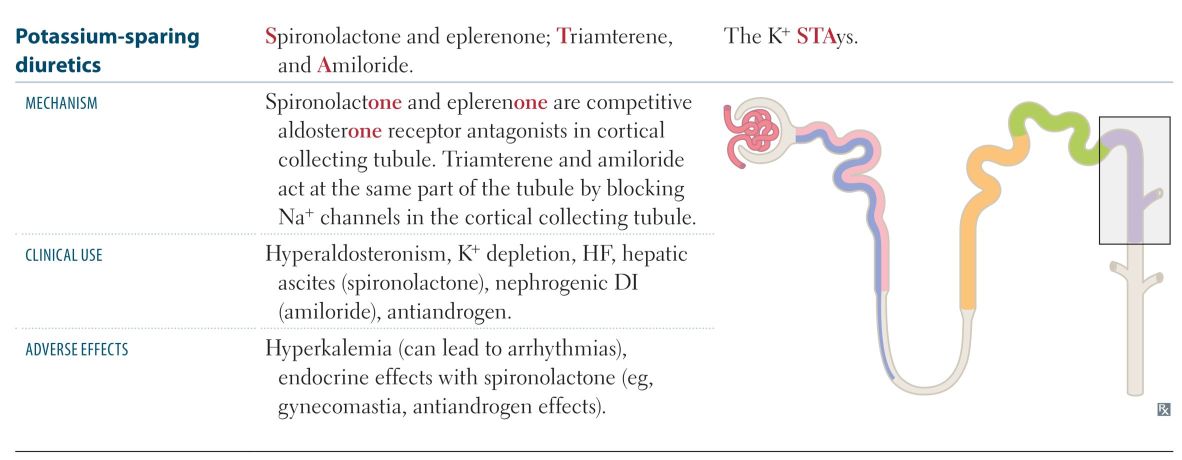 Potassium-sparing
diuretics
Spironolactone and eplerenone; Triamterene,
and Amiloride.
The K⁺ STAys.
MECHANISM
Spironolactone and eplerenone are competitive
aldosterone receptor antagonists in cortical
collecting tubule. Triamterene and amiloride
act at the same part of the tubule by blocking
Na⁺ channels in the cortical collecting tubule.
CLINICAL USE
Hyperaldosteronism, K⁺ depletion, HF, hepatic
ascites (spironolactone), nephrogenic DI
(amiloride), antiandrogen.
ADVERSE EFFECTS
Hyperkalemia (can lead to arrhythmias),
endocrine effects with spironolactone (eg,
gynecomastia, antiandrogen effects).
℞